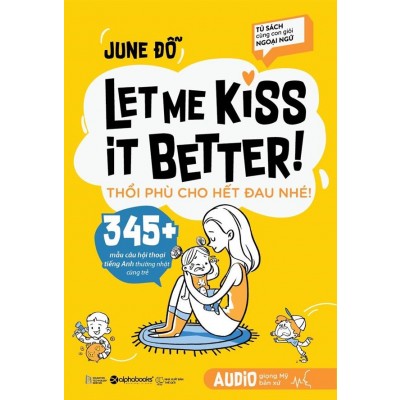 JUNE ĐỖ
TỦ SÁCH
cùng con giỏi
NGOẠI NGỮ
LET ME KiSS
iT BETTER!
THỔI PHÙ CHO HẾT ĐAU NHÉ!
345+
mẫu câu hội thoại
tiếng Anh thường nhật
cùng trẻ
alphabooks
AUDiO giọng Mỹ
bản xứ